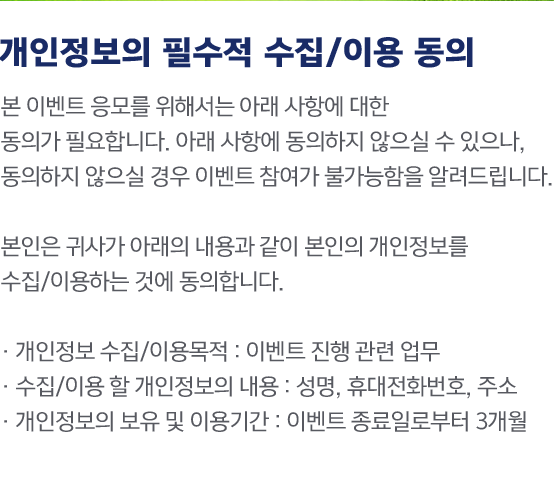 개인정보의 필수적 수집/이용 동의
본 이벤트 응모를 위해서는 아래 사항에 대한
동의가 필요합니다. 아래 사항에 동의하지 않으실 수 있으나,
동의하지 않으실 경우 이벤트 참여가 불가능함을 알려드립니다.
본인은 귀사가 아래의 내용과 같이 본인의 개인정보를
수집/이용하는 것에 동의합니다.
· 개인정보 수집/이용목적 : 이벤트 진행 관련 업무
· 수집/이용 할 개인정보의 내용 : 성명, 휴대전화번호, 주소
· 개인정보의 보유 및 이용기간 : 이벤트 종료일로부터 3개월